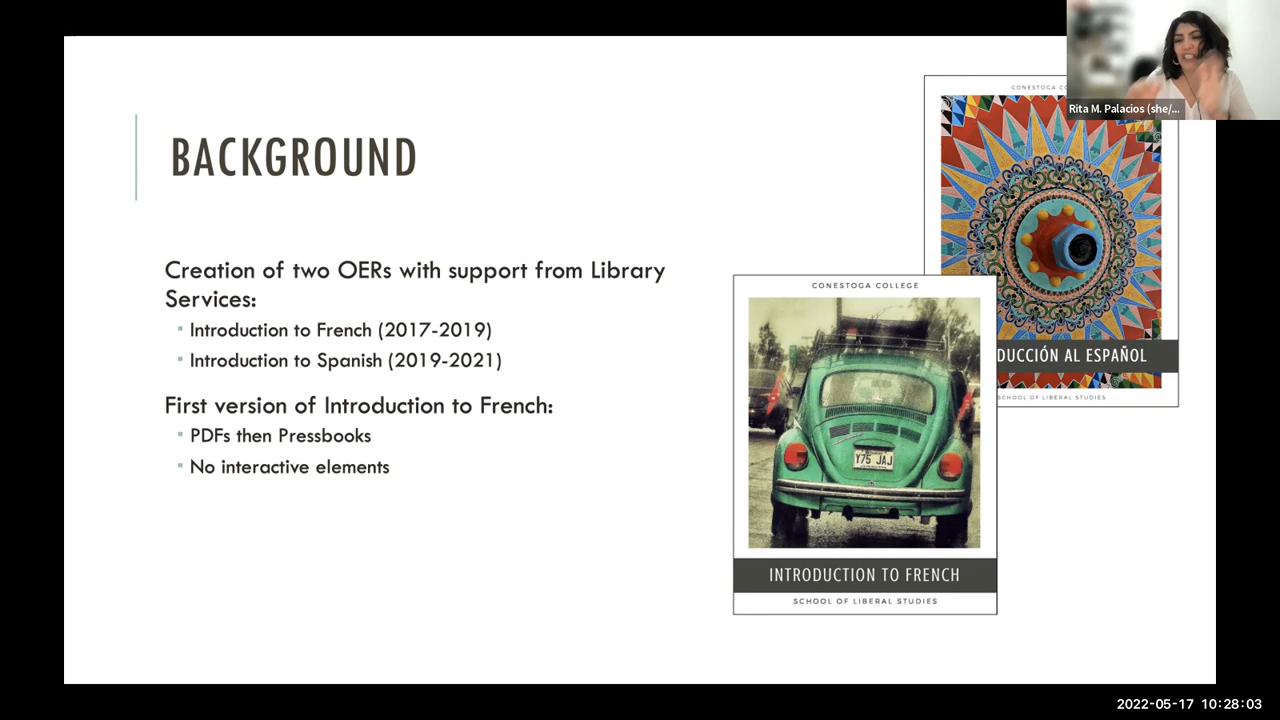 BACKGROUND
Creation of two OERs with support from Library
Services:
▪ Introduction to French (2017-2019)
▪ Introduction to Spanish (2019-2021)
First version of Introduction to French:
▪ PDFs then Pressbooks
▪ No interactive elements
CONESTOGA COLLEGE
Y75 JAJ
INTRODUCTION TO FRENCH
SCHOOL OF LIBERAL STUDIES
CONESTOGA
DUCCIÓN AL ESPAÑOL
SCHOOL OF LIBERAL STUDIES
Rita M. Palacios (she/...
2022-05-17 10:28:03